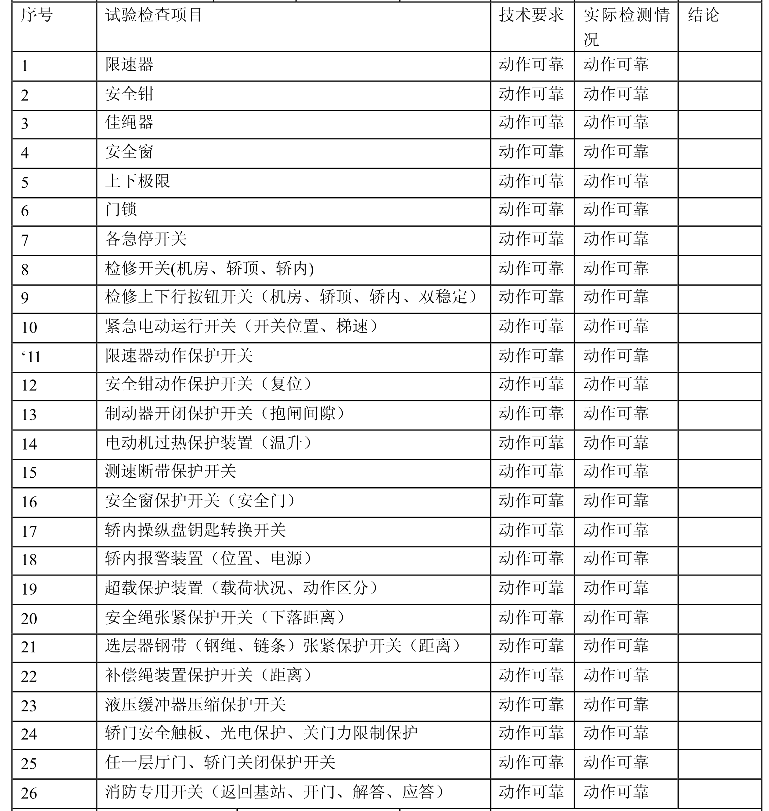 序号 试验检查项目 技术要求 实际检测情
况 结论
1 限速器 动作可靠 动作可靠
2 安全钳 动作可靠 动作可靠
3 佳绳器 动作可靠 动作可靠
4 安全窗 动作可靠 动作可靠
5 上下极限 动作可靠 动作可靠
6 门锁 动作可靠 动作可靠
7 各急停开关 动作可靠 动作可靠
8 检修开关(机房、轿顶、轿内) 动作可靠 动作可靠
9 检修上下行按钮开关（机房、轿顶、轿内、双稳定） 动作可靠 动作可靠
10 紧急电动运行开关（开关位置、梯速） 动作可靠 动作可靠
‘11 限速器动作保护开关 动作可靠 动作可靠
12 安全钳动作保护开关（复位） 动作可靠 动作可靠
13 制动器开闭保护开关（抱闸间隙） 动作可靠 动作可靠
14 电动机过热保护装置（温升） 动作可靠 动作可靠
15 测速断带保护开关 动作可靠 动作可靠
16 安全窗保护开关（安全门） 动作可靠 动作可靠
17 轿内操纵盘钥匙转换开关 动作可靠 动作可靠
18 轿内报警装置（位置、电源） 动作可靠 动作可靠
19 超载保护装置（载荷状况、动作区分） 动作可靠 动作可靠
20 安全绳张紧保护开关（下落距离） 动作可靠 动作可靠
21 选层器钢带（钢绳、链条）张紧保护开关（距离） 动作可靠 动作可靠
22 补偿绳装置保护开关（距离） 动作可靠 动作可靠
23 液压缓冲器压缩保护开关 动作可靠 动作可靠
24 轿门安全触板、光电保护、关门力限制保护 动作可靠 动作可靠
25 任一层厅门、轿门关闭保护开关 动作可靠 动作可靠
26 消防专用开关（返回基站、开门、解答、应答） 动作可靠 动作可靠